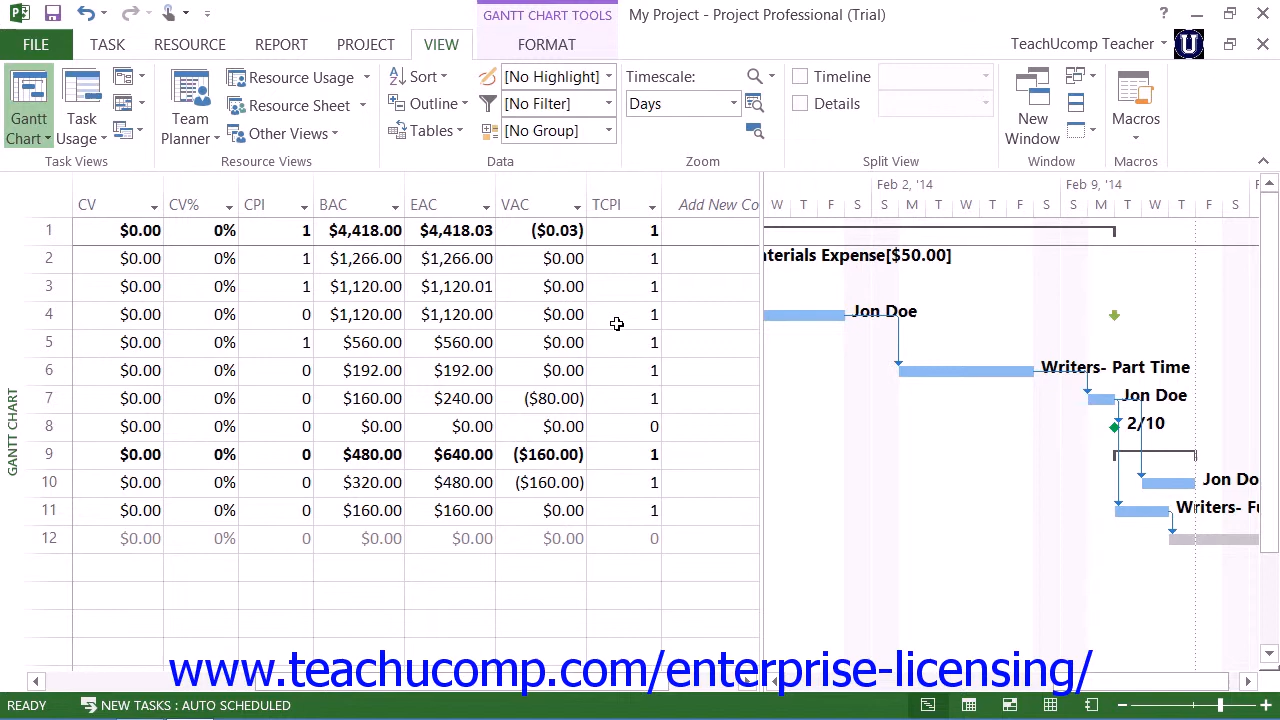 GANTT CHART TOOLS
My Project - Project Professional (Trial)
FILE TASK RESOURCE REPORT PROJECT VIEW FORMAT
TeachUcomp Teacher
U
Gantt Chart
Task Usage
Team Planner
Resource Usage
Resource Sheet
Other Views
Sort
Outline
Tables
[No Highlight]
[No Filter]
[No Group]
Timescale:
Days
Timeline
Details
New Window
Macros
Task Views Resource Views Data Zoom Split View Window Macros
CV CV% CPI BAC EAC VAC TCPI Add New Co
Feb 2, '14 Feb 9, '14 F
W T F S S M T W T F S S M T W T F S
1 $0.00 0% 1 $4,418.00 $4,418.03 ($0.03) 1
2 $0.00 0% 1 $1,266.00 $1,266.00 $0.00 1 aterials Expense[$50.00]
3 $0.00 0% 1 $1,120.00 $1,120.01 $0.00 1
4 $0.00 0% 0 $1,120.00 $1,120.00 $0.00 1 Jon Doe
5 $0.00 0% 1 $560.00 $560.00 $0.00 1
6 $0.00 0% 0 $192.00 $192.00 $0.00 1 Writers- Part Time
7 $0.00 0% 0 $160.00 $240.00 ($80.00) 1 Jon Doe
8 $0.00 0% 0 $0.00 $0.00 $0.00 0 2/10
9 $0.00 0% 0 $480.00 $640.00 ($160.00) 1
10 $0.00 0% 0 $320.00 $480.00 ($160.00) 1 Jon Do
11 $0.00 0% 0 $160.00 $160.00 $0.00 1 Writers- Fu
12 $0.00 0% 0 $0.00 $0.00 $0.00 0
GANTT CHART
www.teachucomp.com/enterprise-licensing/
READY NEW TASKS : AUTO SCHEDULED